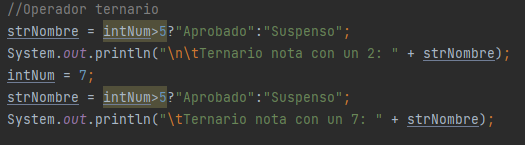 //Operador ternario
strNombre = intNum>5?"Aprobado":"Suspenso";
System.out.println("\n\tTernario nota con un 2: " + strNombre);
intNum = 7;
strNombre = intNum>5?"Aprobado":"Suspenso";
System.out.println("\tTernario nota con un 7: " + strNombre);